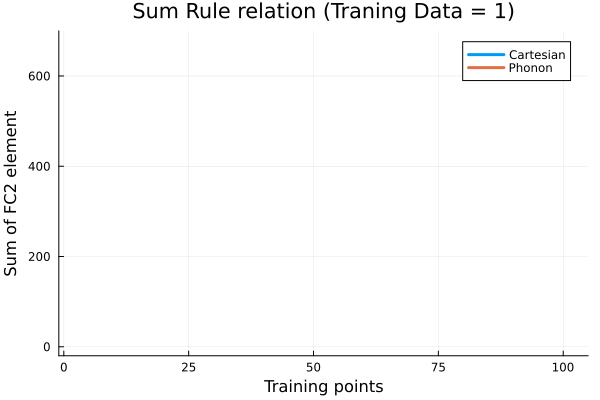 Sum Rule relation (Traning Data = 1)
Cartesian
Phonon
Sum of FC2 element
600
400
200
0
0 25 50 75 100
Training points